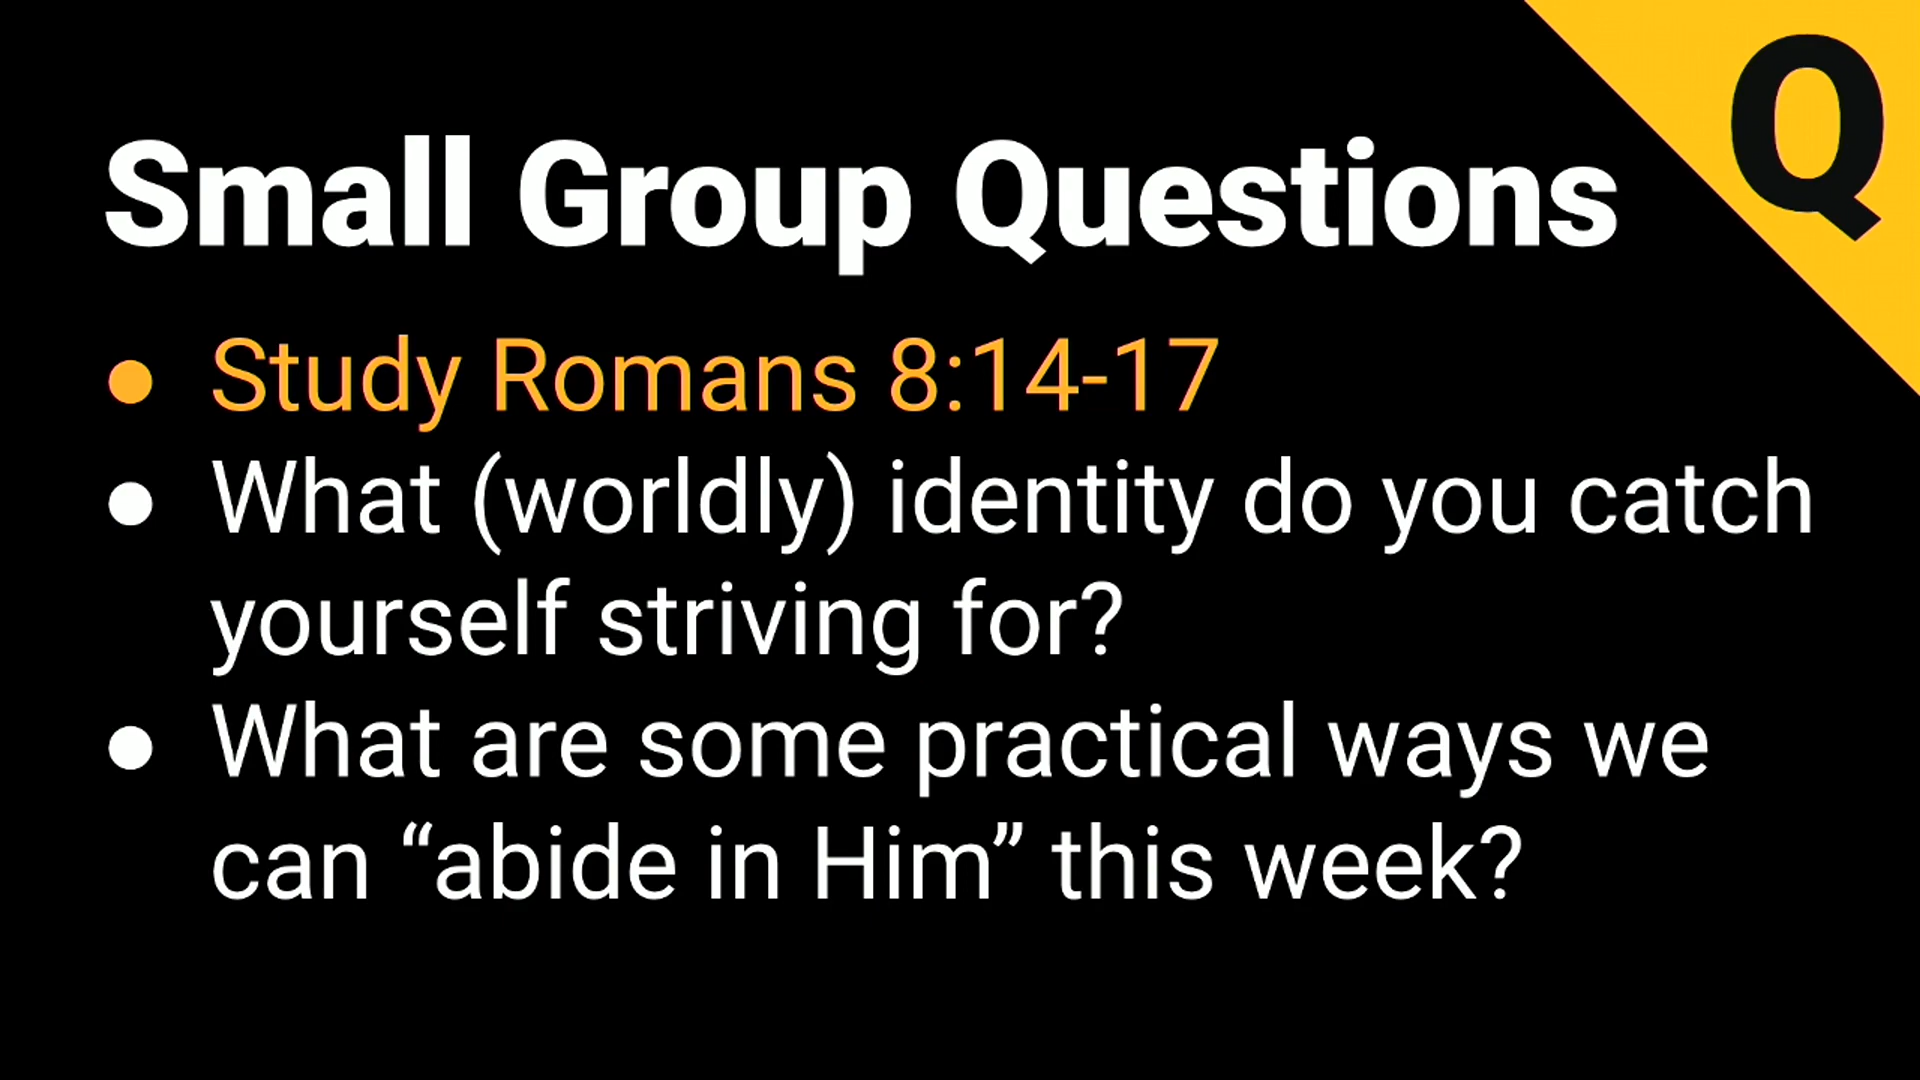 Q
Small Group Questions
● Study Romans 8:14-17
● What (worldly) identity do you catch
yourself striving for?
● What are some practical ways we
can “abide in Him” this week?